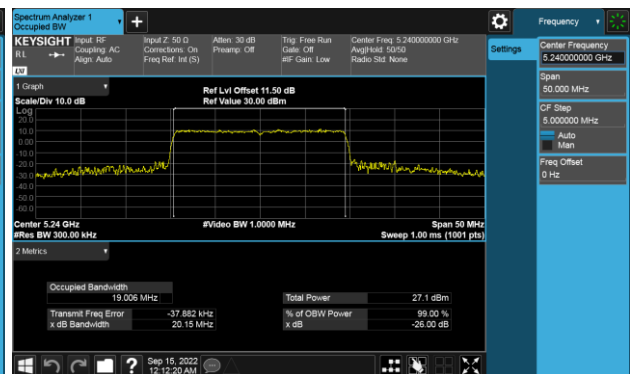 Spectrum Analyzer 1
Occupied BW
Frequency
KEYSIGHT
RL
Input: RF
Coupling: AC
Align: Auto
Input Z: 50 Ω
Corrections: On
Freq Ref: Int (S)
Atten: 30 dB
Preamp: Off
Trig: Free Run
Gate: Off
#IF Gain: Low
Center Freq: 5.240000000 GHz
Avg|Hold: 50/50
Radio Std: None
Settings
Center Frequency
5.240000000 GHz
Span
50.000 MHz
CF Step
5.000000 MHz
Auto
Man
Freq Offset
0 Hz
1 Graph
Scale/Div 10.0 dB
Ref Lvl Offset 11.50 dB
Ref Value 30.00 dBm
Log
20.0
10.0
0.00
-10.0
-20.0
-30.0
-40.0
-50.0
-60.0
Center 5.24 GHz
#Res BW 300.00 kHz
#Video BW 1.0000 MHz
Span 50 MHz
Sweep 1.00 ms (1001 pts)
2 Metrics
Occupied Bandwidth
19.006 MHz
Total Power 27.1 dBm
Transmit Freq Error -37.882 kHz
% of OBW Power 99.00 %
x dB Bandwidth 20.15 MHz
x dB -26.00 dB
?
Sep 15, 2022
12:12:20 AM